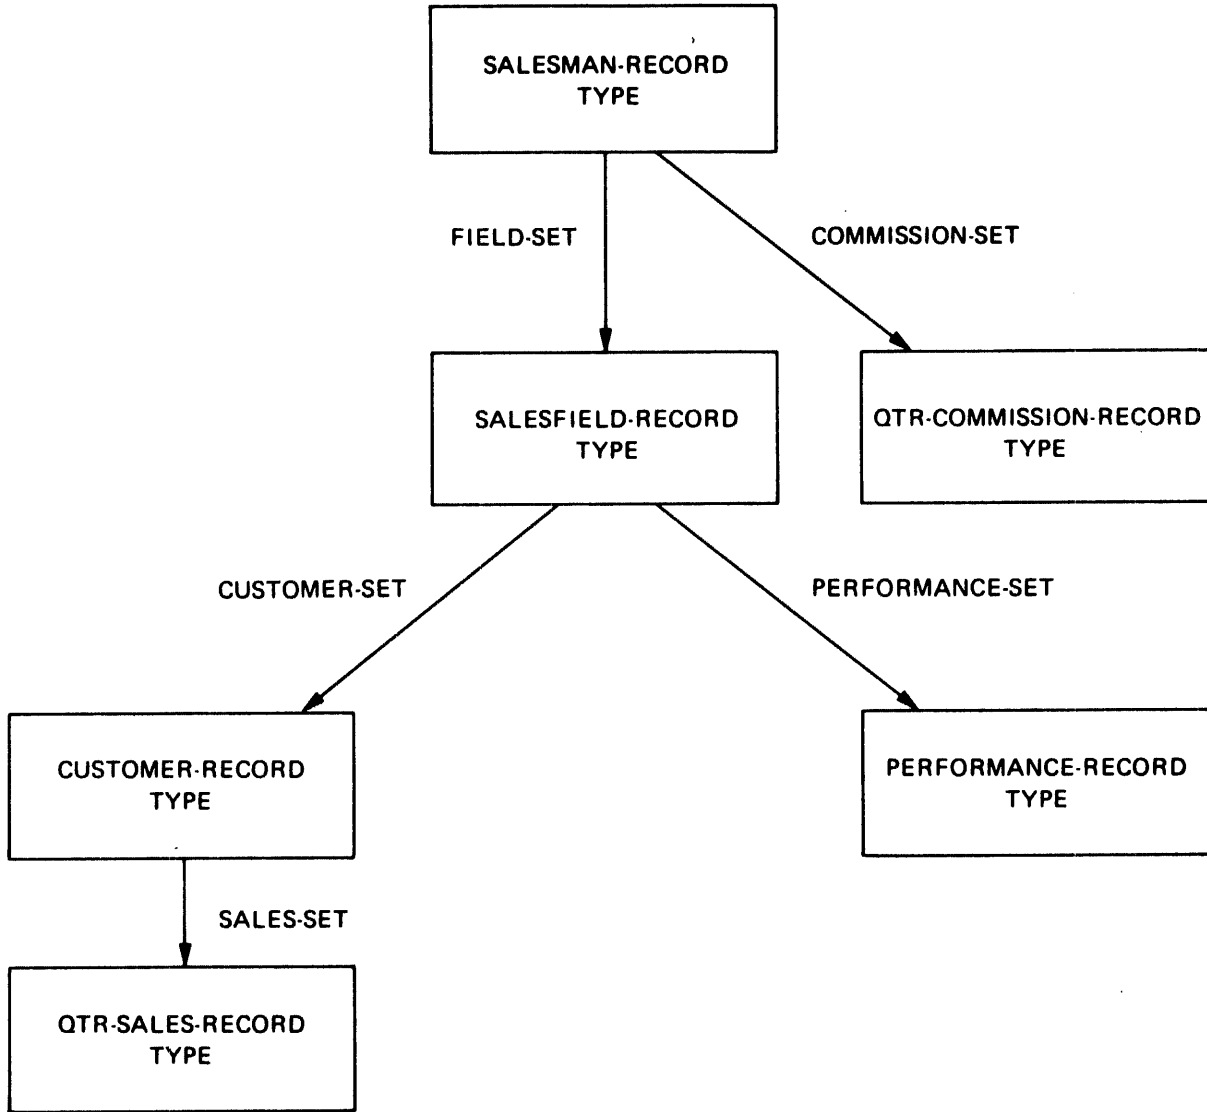 SALESMAN-RECORD
TYPE
FIELD-SET
COMMISSION-SET
SALESFIELD-RECORD
TYPE
QTR-COMMISSION-RECORD
TYPE
CUSTOMER-SET
PERFORMANCE-SET
CUSTOMER-RECORD
TYPE
PERFORMANCE-RECORD
TYPE
SALES-SET
QTR-SALES-RECORD
TYPE